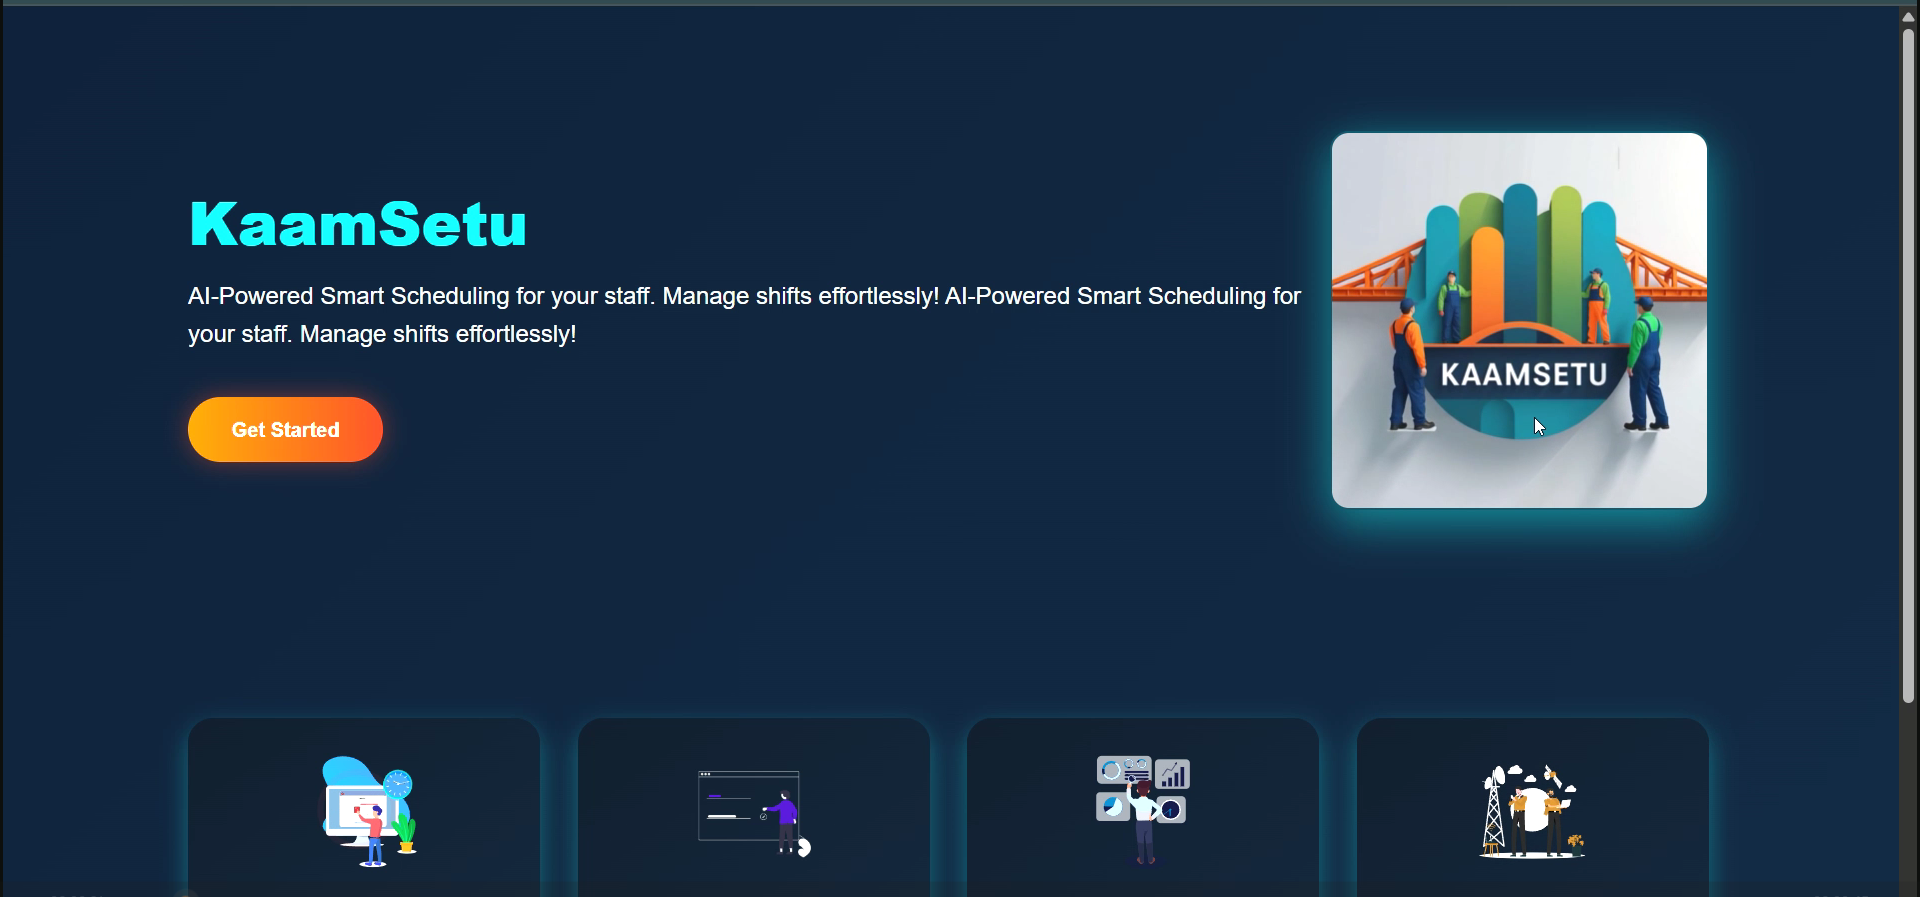 KaamSetu
AI-Powered Smart Scheduling for your staff. Manage shifts effortlessly! AI-Powered Smart Scheduling for
your staff. Manage shifts effortlessly!
Get Started
KAAMSETU